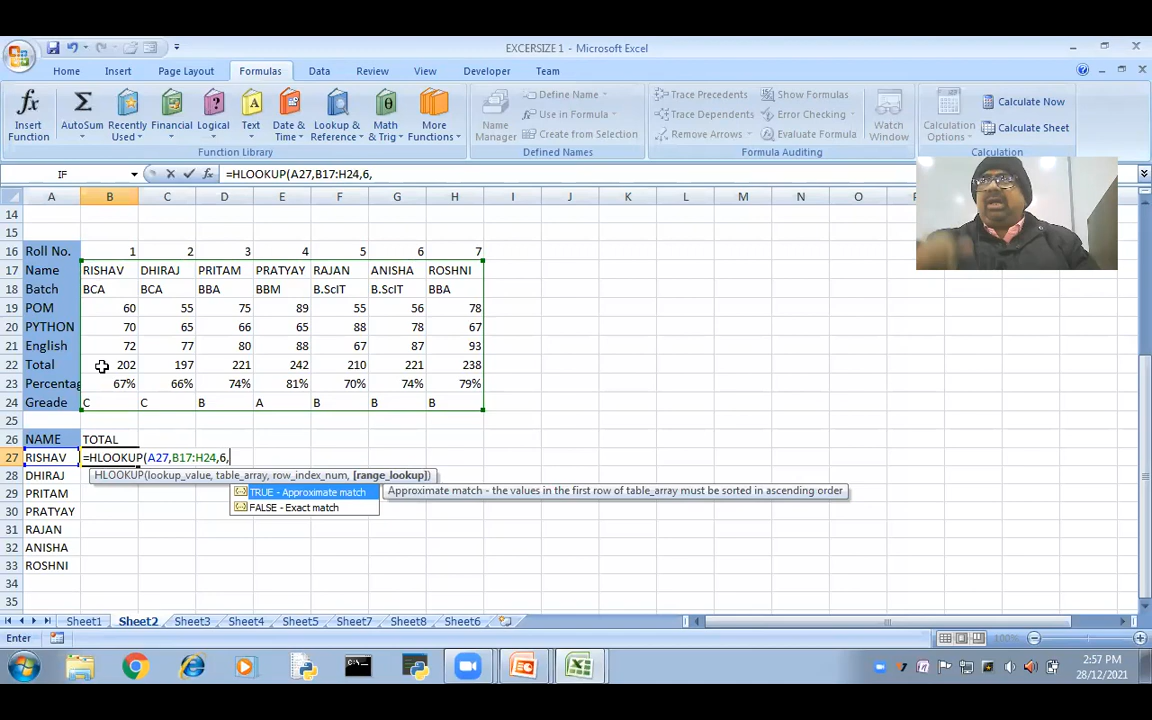 EXCERSIZE 1 - Microsoft Excel
Home Insert Page Layout Formulas Data Review View Developer Team
Insert Function
AutoSum
Recently Used
Financial
Logical
Text
Date & Time
Lookup & Reference
Math & Trig
More Functions
Function Library
Name Manager
Define Name
Use in Formula
Create from Selection
Defined Names
Trace Precedents
Trace Dependents
Remove Arrows
Show Formulas
Error Checking
Evaluate Formula
Formula Auditing
Watch Window
Calculation Options
Calculate Now
Calculate Sheet
Calculation
IF =HLOOKUP(A27,B17:H24,6,
A B C D E F G H I J K L M N O
14
15
16 Roll No. 1 2 3 4 5 6 7
17 Name RISHAV DHIRAJ PRITAM PRATYAY RAJAN ANISHA ROSHNI
18 Batch BCA BCA BBA BBM B.ScIT B.ScIT BBA
19 POM 60 55 75 89 55 56 78
20 PYTHON 70 65 66 65 88 78 67
21 English 72 77 80 88 67 87 93
22 Total 202 197 221 242 210 221 238
23 Percentag 67% 66% 74% 81% 70% 74% 79%
24 Greade C C B A B B B
25
26 NAME TOTAL
27 RISHAV =HLOOKUP(A27,B17:H24,6,
HLOOKUP(lookup_value, table_array, row_index_num, [range_lookup])
28 DHIRAJ
TRUE - Approximate match Approximate match - the values in the first row of table_array must be sorted in ascending order
29 PRITAM
FALSE - Exact match
30 PRATYAY
31 RAJAN
32 ANISHA
33 ROSHNI
34
35
Sheet1 Sheet2 Sheet3 Sheet4 Sheet5 Sheet7 Sheet8 Sheet6
Enter 100%
2:57 PM
28/12/2021